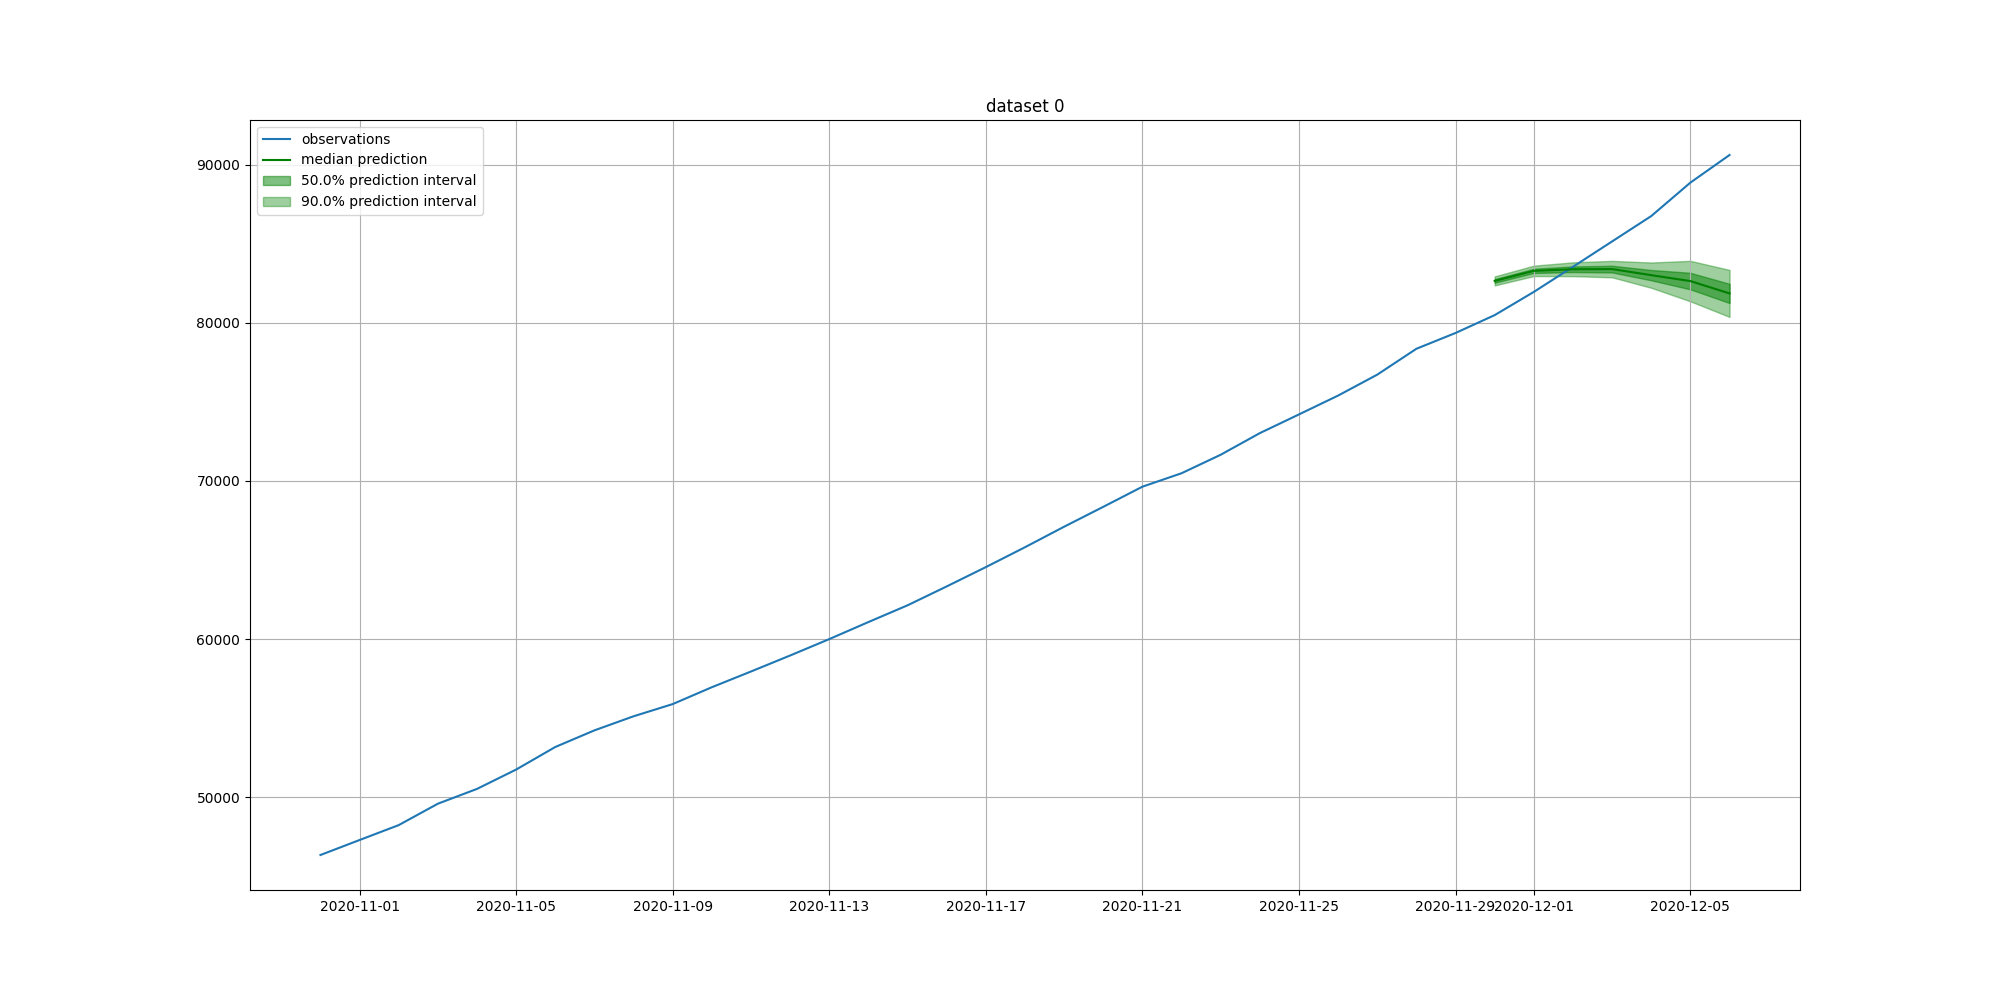 dataset 0
observations
median prediction
50.0% prediction interval
90.0% prediction interval
90000
80000
70000
60000
50000
2020-11-01 2020-11-05 2020-11-09 2020-11-13 2020-11-17 2020-11-21 2020-11-25 2020-11-29 2020-12-01 2020-12-05